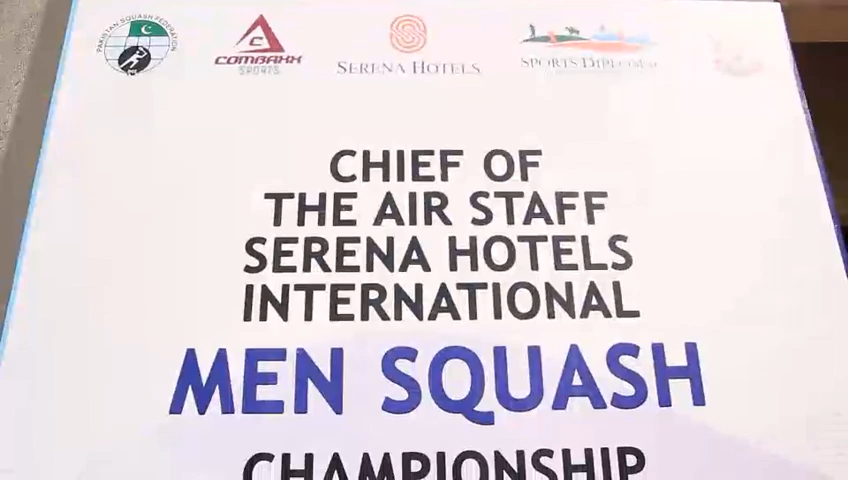 PAKISTAN SQUASH FEDERATION
COMBAXX
SPORTS
SERENA HOTELS
SPORTS DIPLOMACY
CHIEF OF
THE AIR STAFF
SERENA HOTELS
INTERNATIONAL
MEN SQUASH
CHAMPIONSHIP